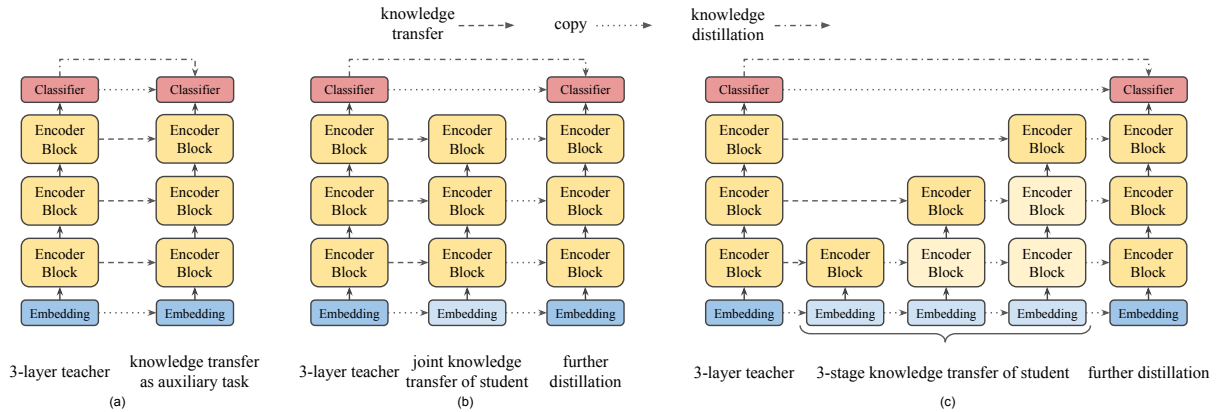 knowledge
transfer
copy
knowledge
distillation
Classifier
Classifier
Encoder
Block
Encoder
Block
Encoder
Block
Encoder
Block
Encoder
Block
Encoder
Block
Embedding
Embedding
3-layer teacher
knowledge transfer
as auxiliary task
(a)
Classifier
Classifier
Encoder
Block
Encoder
Block
Encoder
Block
Encoder
Block
Encoder
Block
Encoder
Block
Encoder
Block
Encoder
Block
Encoder
Block
Embedding
Embedding
Embedding
3-layer teacher
joint knowledge
transfer of student
further
distillation
(b)
Classifier
Classifier
Encoder
Block
Encoder
Block
Encoder
Block
Encoder
Block
Encoder
Block
Encoder
Block
Encoder
Block
Encoder
Block
Encoder
Block
Encoder
Block
Encoder
Block
Encoder
Block
Embedding
Embedding
Embedding
Embedding
Embedding
3-layer teacher
3-stage knowledge transfer of student
further distillation
(c)